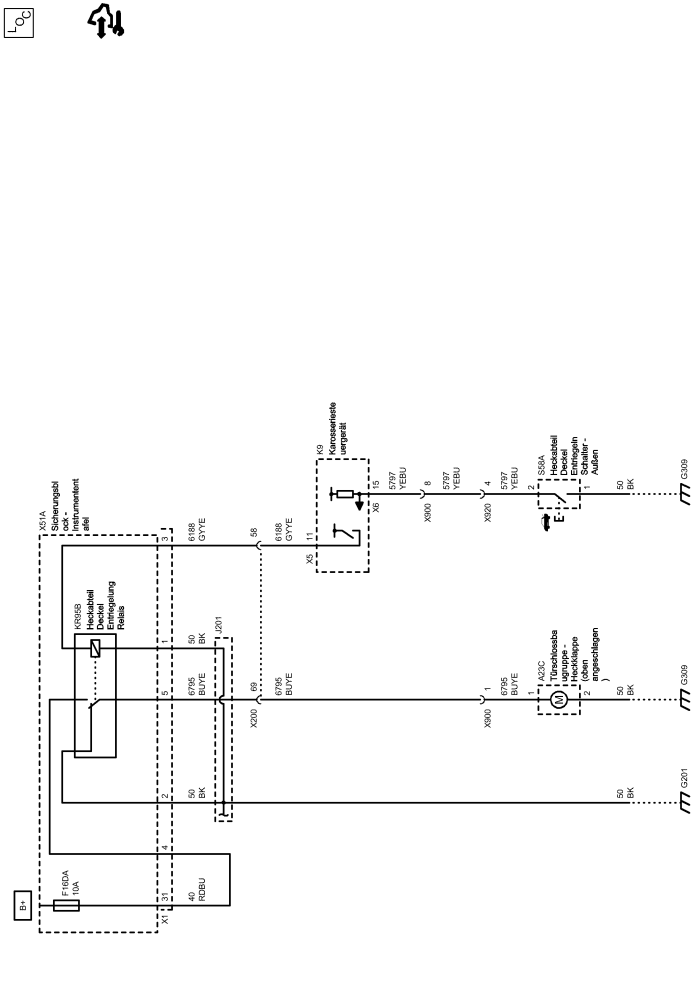 LOC
B+
F16DA
10A
X51A
Sicherungsbl
ock -
Instrumentent
afel
KR95B
Heckabteil
Deckel
Entriegelung
Relais
X1
31
4
2
5
1
3
40
RDBU
50
BK
6795
BUYE
50
BK
6188
GYYE
J201
X200
69
58
6795
BUYE
6188
GYYE
X5
11
K9
Karosserieste
uergerät
X6
15
5797
YEBU
X900
8
5797
YEBU
X920
4
5797
YEBU
X900
1
6795
BUYE
1
A23C
Türschlossba
ugruppe -
Heckklappe
(oben
angeschlagen
)
M
2
2
S58A
Heckabteil
Deckel
Entriegeln
Schalter -
Außen
E
1
50
BK
50
BK
50
BK
G201
G309
G309